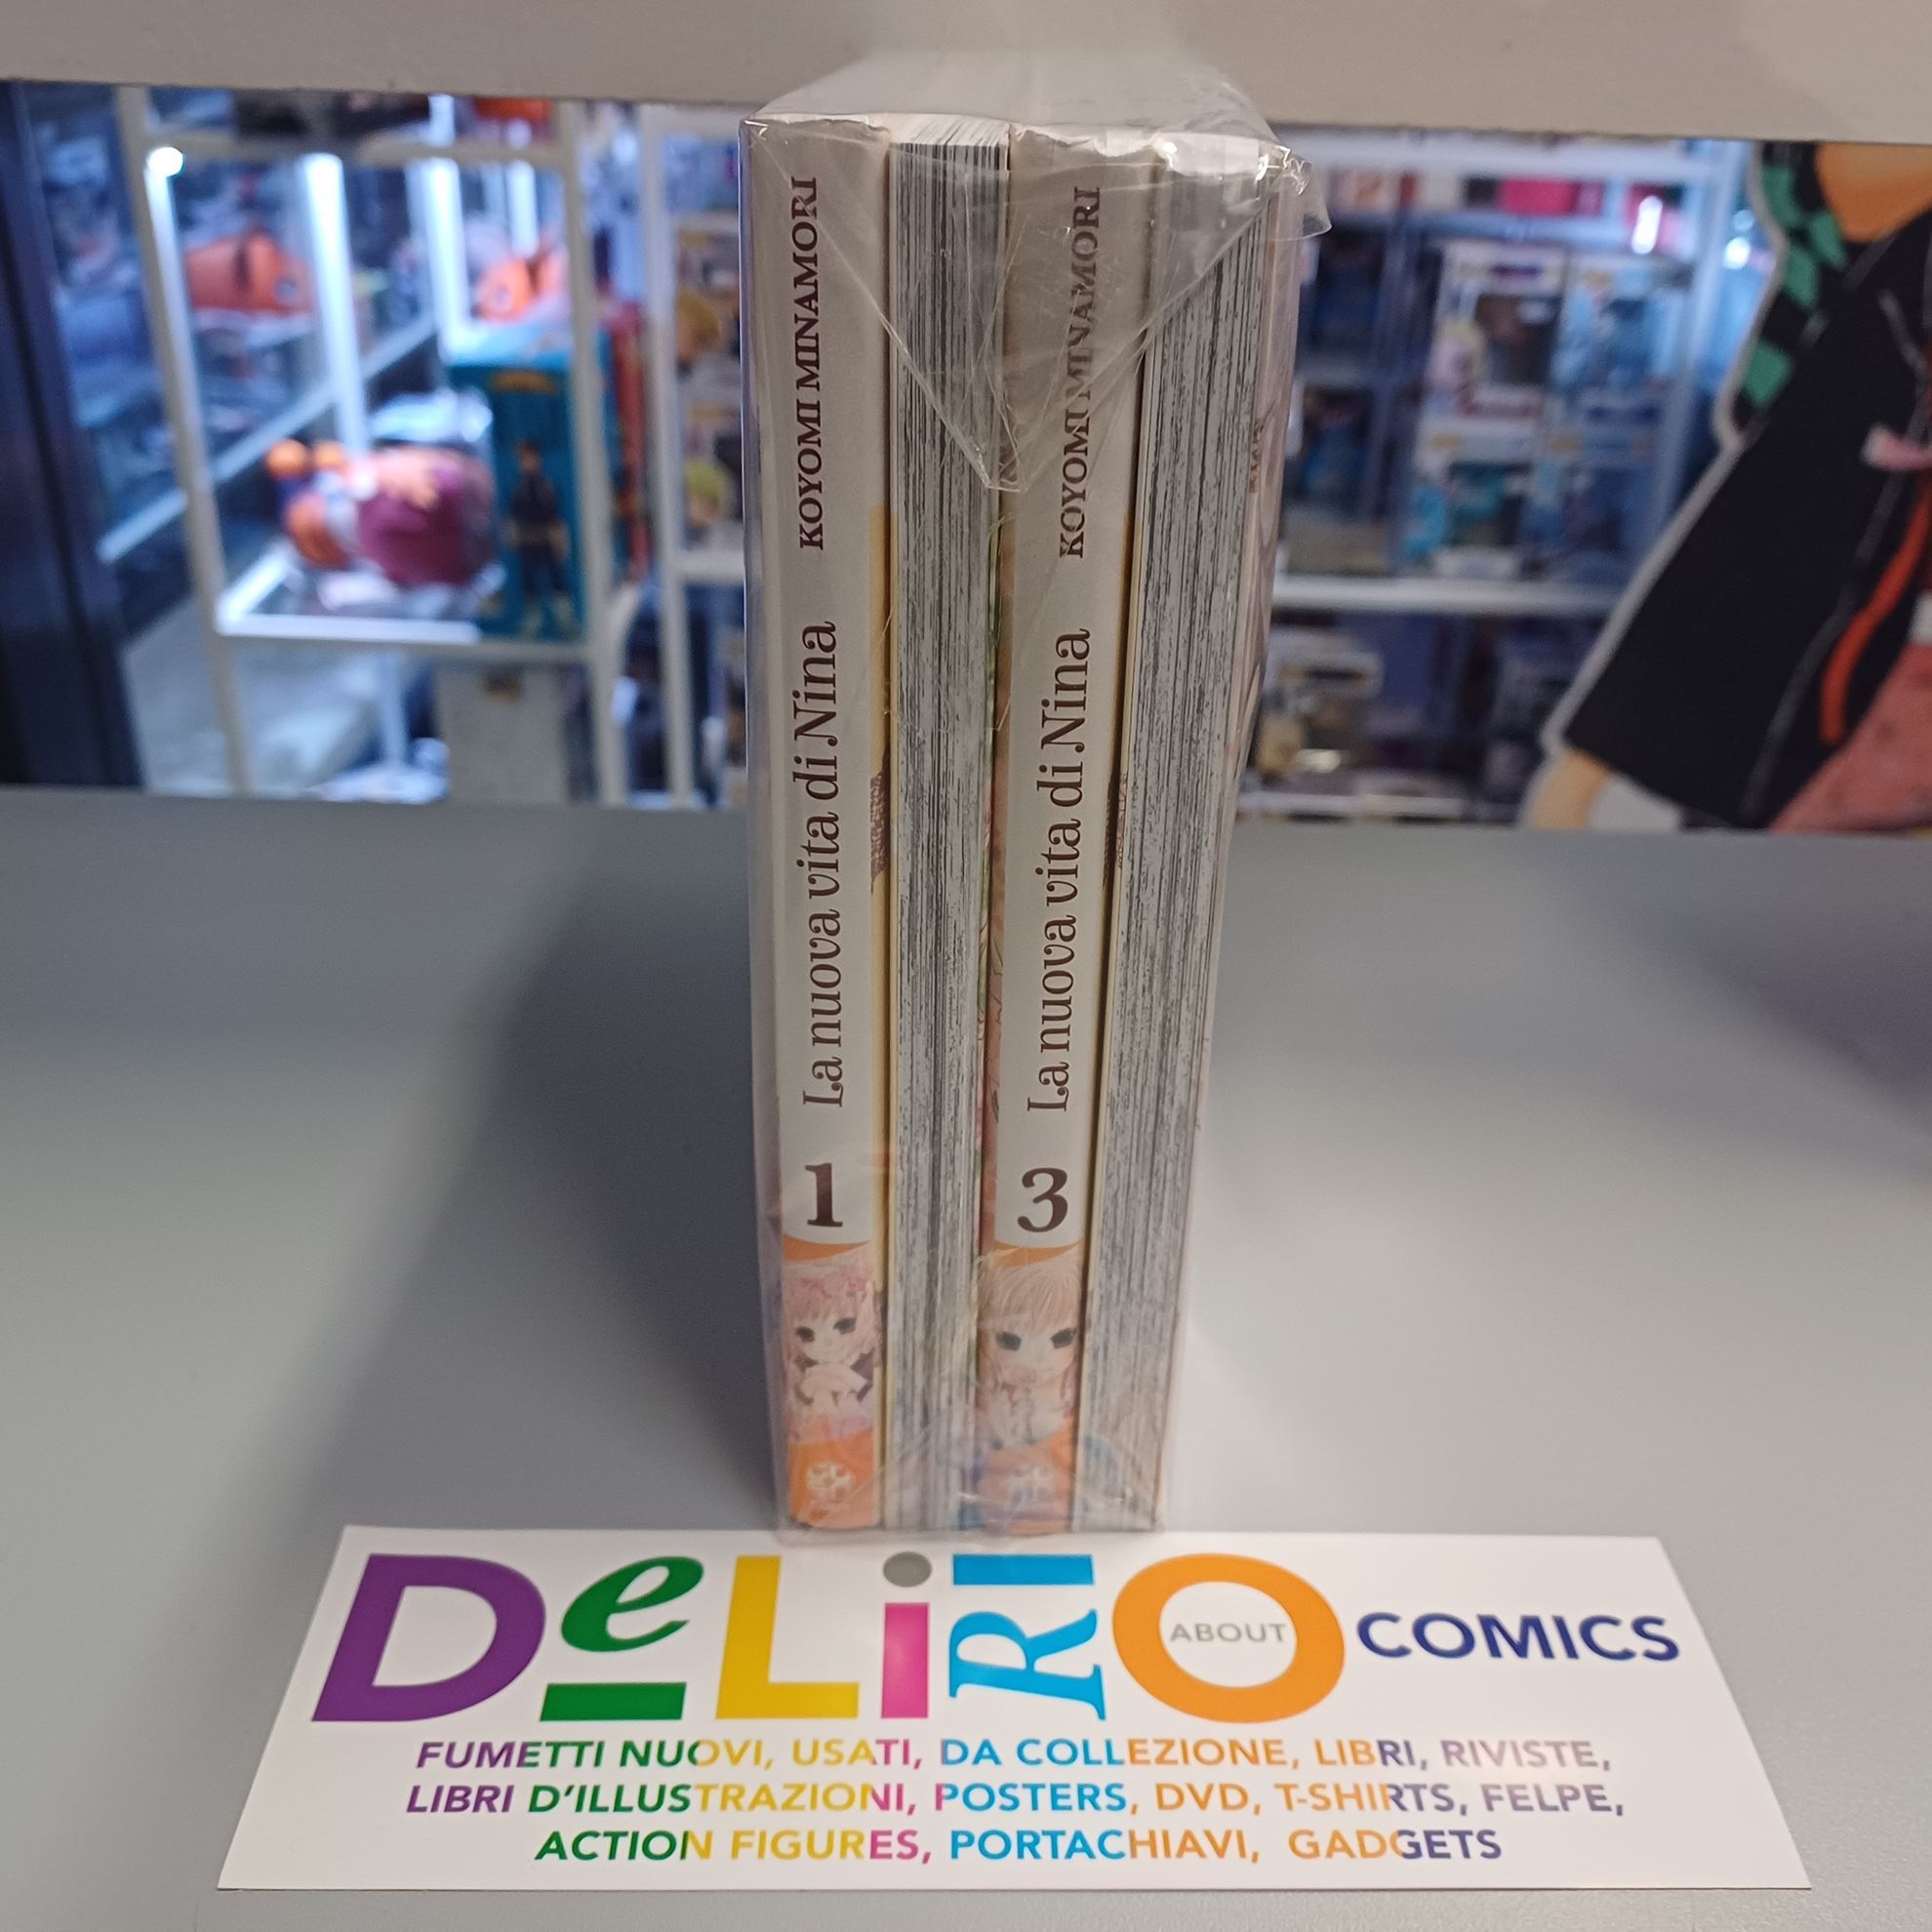 KOYOMI MINAMORI
La nuova vita di Nina
1
KOYOMI MINAMORI
La nuova vita di Nina
3
DeLiRIO
ABOUT
COMICS
FUMETTI NUOVI, USATI, DA COLLEZIONE, LIBRI, RIVISTE,
LIBRI D'ILLUSTRAZIONI, POSTERS, DVD, T-SHIRTS, FELPE,
ACTION FIGURES, PORTACHIAVI, GADGETS